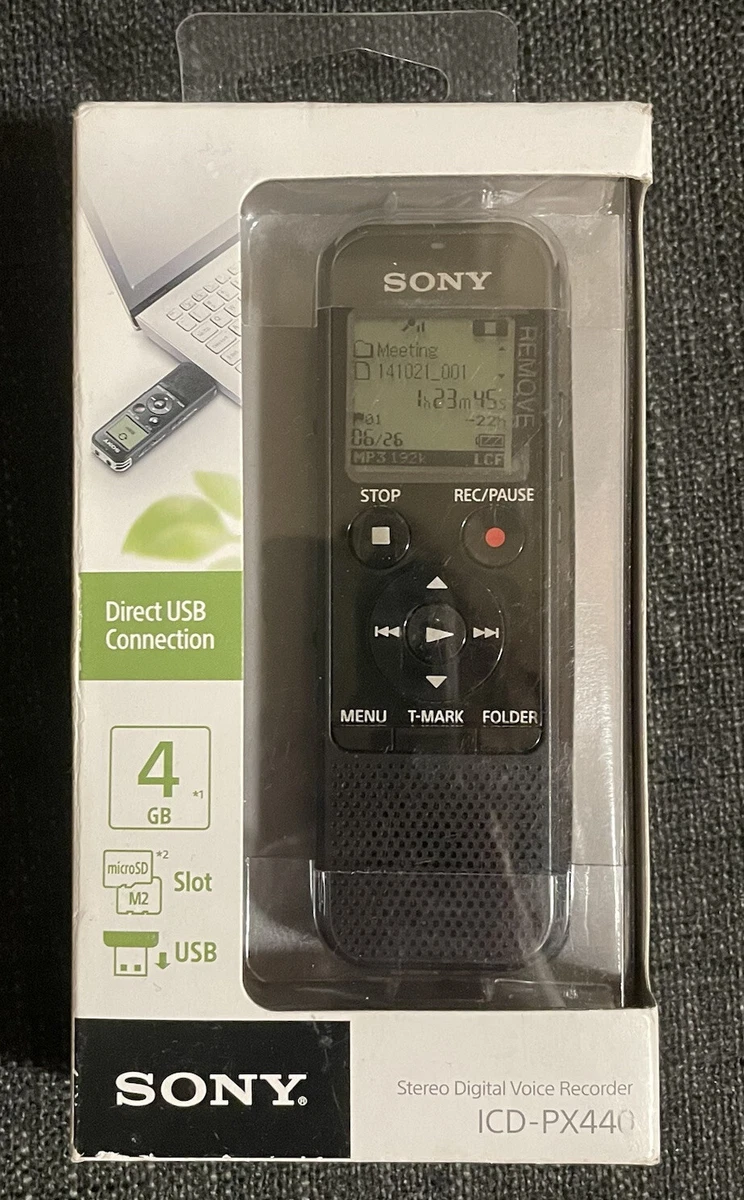 SONY
REMOVE
Meeting
141021_001
1h23m45s
01 -22h
06/26
MP3 192k LCF
STOP REC/PAUSE
MENU T-MARK FOLDER
Direct USB
Connection
4 *1
GB
microSD *2
M2
Slot
USB
SONY®
Stereo Digital Voice Recorder
ICD-PX440